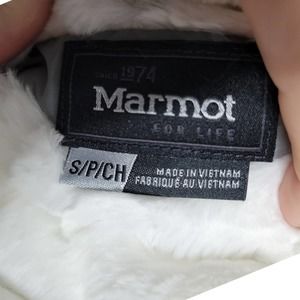 SINCE 1974
Marmot
FOR LIFE
S/P/CH
MADE IN VIETNAM
FABRIQUÉ AU VIETNAM